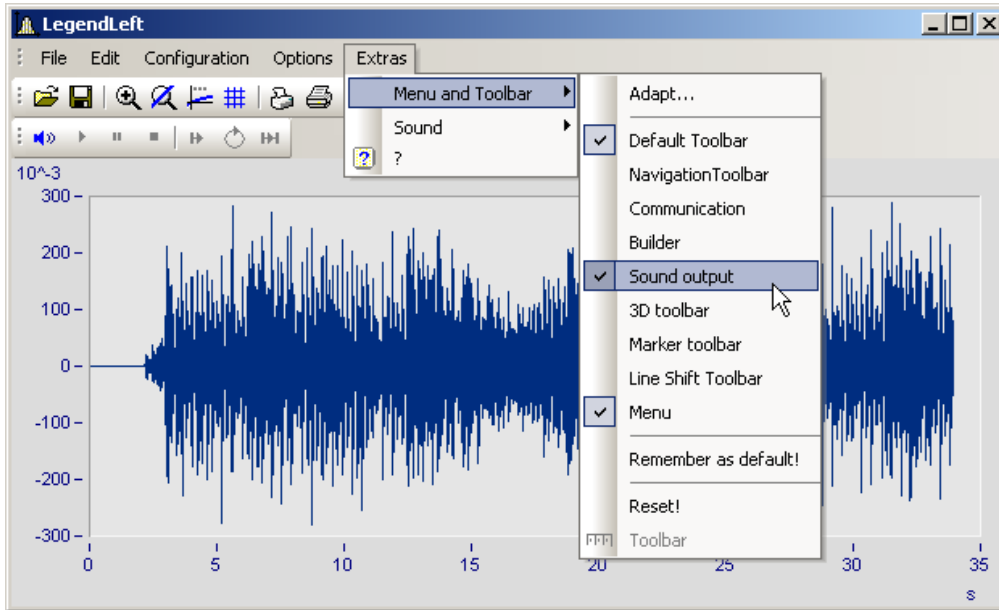 LegendLeft
File Edit Configuration Options Extras
Menu and Toolbar
Sound
?
Adapt...
Default Toolbar
NavigationToolbar
Communication
Builder
Sound output
3D toolbar
Marker toolbar
Line Shift Toolbar
Menu
Remember as default!
Reset!
Toolbar
10^-3
300
200
100
0
-100
-200
-300
0 5 10 15 20 25 30 35
s